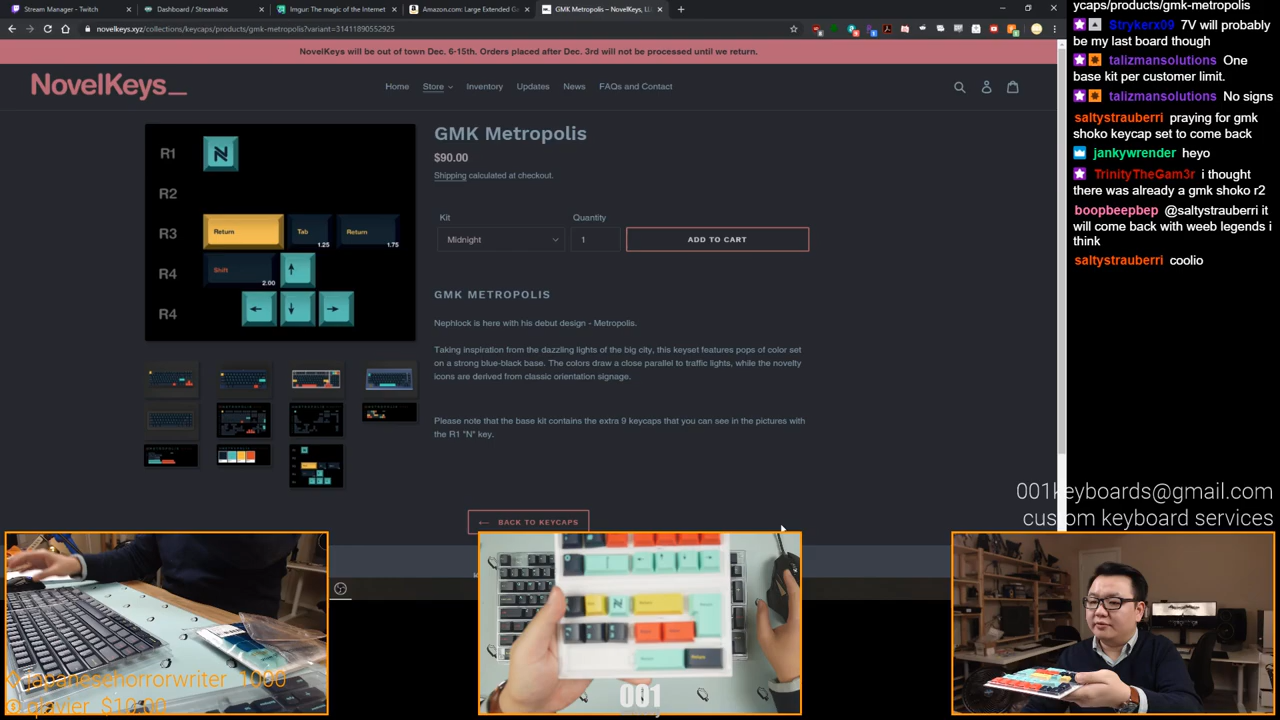 Stream Manager - Twitch
Dashboard / Streamlabs
Imgur: The magic of the Internet
Amazon.com: Large Extended Ga
GMK Metropolis – NovelKeys, LL
novelkeys.xyz/collections/keycaps/products/gmk-metropolis?variant=31411890552925
NovelKeys will be out of town Dec. 6-15th. Orders placed after Dec. 3rd will not be processed until we return.
NovelKeys_
Home
Store
Inventory
Updates
News
FAQs and Contact
R1
R2
R3
R4
R4
N
Return
Tab
1.25
Return
1.75
Shift
2.00
GMK Metropolis
$90.00
Shipping calculated at checkout.
Kit
Quantity
Midnight
1
ADD TO CART
GMK METROPOLIS
Nephlock is here with his debut design - Metropolis.
Taking inspiration from the dazzling lights of the big city, this keyset features pops of color set
on a strong blue-black base. The colors draw a close parallel to traffic lights, while the novelty
icons are derived from classic orientation signage.
Please note that the base kit contains the extra 9 keycaps that you can see in the pictures with
the R1 "N" key.
BACK TO KEYCAPS
ycaps/products/gmk-metropolis
Strykerx09 7V will probably
be my last board though
talizmansolutions One
base kit per customer limit.
talizmansolutions No signs
saltystrauberri praying for gmk
shoko keycap set to come back
jankywrender heyo
TrinityTheGam3r i thought
there was already a gmk shoko r2
boopbeepbep @saltystrauberri it
will come back with weeb legends i
think
saltystrauberri coolio
001keyboards@gmail.com
custom keyboard services
japanesehorrorwriter 1000
qlavier $10.00
001